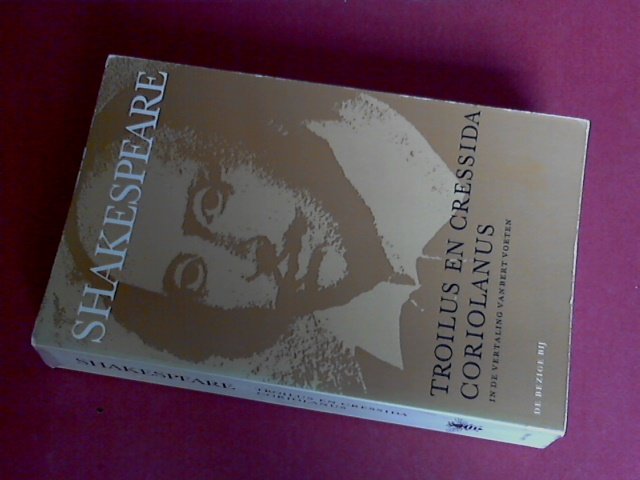 SHAKESPEARE
TROILUS EN CRESSIDA
CORIOLANUS
IN DE VERTALING VAN BERT VOETEN
DE BEZIGE BIJ
SHAKESPEARE
TROILUS EN CRESSIDA
CORIOLANUS